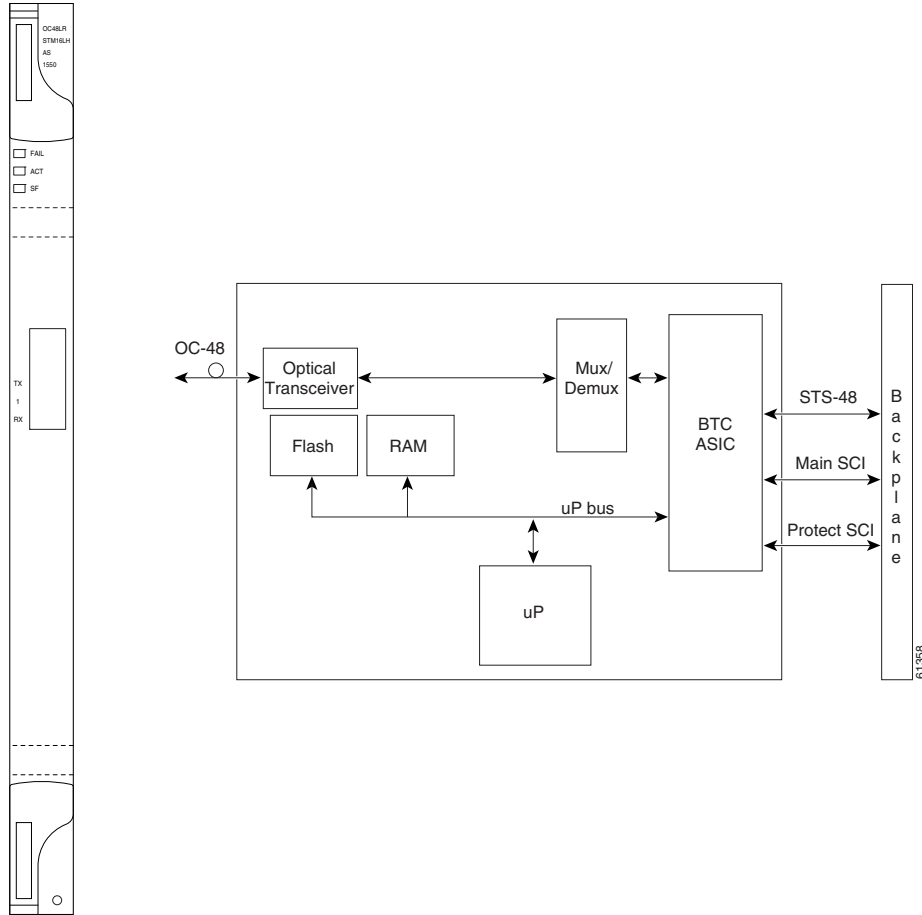 OC48LR
STM16LH
AS
1550
FAIL
ACT
SF
TX
1
RX
OC-48
Optical
Transceiver
Mux/
Demux
Flash
RAM
BTC
ASIC
uP bus
uP
STS-48
Main SCI
Protect SCI
Backplane
61358